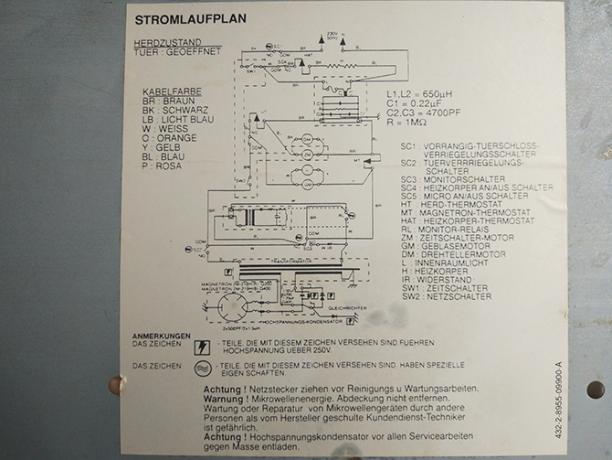 STROMLAUFPLAN
HERDZUSTAND
TUER : GEOEFFNET
230V
50Hz
KABELFARBE
BR : BRAUN
BK : SCHWARZ
LB : LICHT BLAU
W : WEISS
O : ORANGE
Y : GELB
BL : BLAU
P : ROSA
L1,L2 = 650µH
C1 = 0.22µF
C2,C3 = 4700PF
R = 1MΩ
SC1 : VORRANGIG-TUERSCHLOSS-
VERRIEGELUNGSSCHALTER
SC2 TUERVERRRIEGELUNGS-
SCHALTER
SC3 : MONITORSCHALTER
SC4 : HEIZKORPER AN/AUS SCHALTER
SC5 : MICRO AN/AUS SCHALTER
HT : HERD-THERMOSTAT
MT : MAGNETRON-THERMOSTAT
HAT : HEIZKORPER-THERMOSTAT
RL : MONITOR-RELAIS
ZM : ZEITSCHALTER-MOTOR
GM : GEBLASEMOTOR
DM : DREHTELLERMOTOR
L : INNENRAUMLICHT
H : HEIZKORPER
IR : WIDERSTAND
SW1 : ZEITSCHALTER
SW2 : NETZSCHALTER
GLEICHRICHTER
HOCHSPANNUNGS-KONDENSATOR
ANMERKUNGEN
DAS ZEICHEN - TEILE, DIE MIT DIESEM ZEICHEN VERSEHEN SIND FUEHREN
HOCHSPANNUNG UEBER 250V.
DAS ZEICHEN - TEILE, DIE MIT DIESEM ZEICHEN VERSEHEN SIND. HABEN SPEZIELLE
EIGEN SCHAFTEN.
Achtung ! Netzstecker ziehen vor Reinigungs u Wartungsarbeiten.
Warnung ! Mikrowellenenergie. Abdeckung nicht entfernen.
Wartung oder Reparatur von Mikrowellengeräten durch andere
Personen als vom Hersteller geschulte Kundendienst-Techniker
ist gefährlich.
Achtung ! Hochspannungskondensator vor allen Servicearbeiten
gegen Masse entladen.
432-2-8955-09900.A